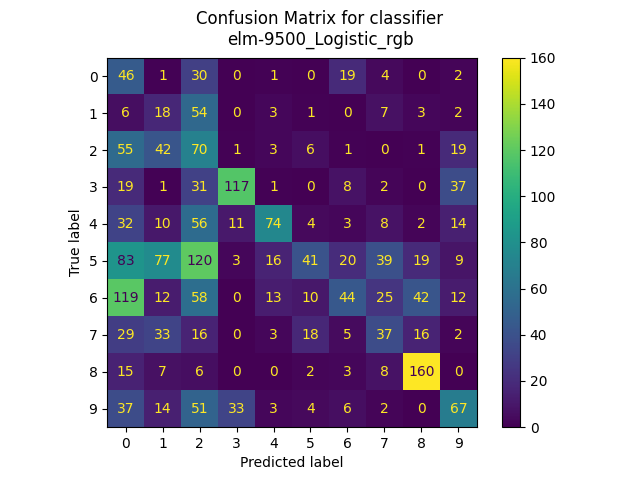 Confusion Matrix for classifier
elm-9500_Logistic_rgb
0 46 1 30 0 1 0 19 4 0 2
1 6 18 54 0 3 1 0 7 3 2
2 55 42 70 1 3 6 1 0 1 19
3 19 1 31 117 1 0 8 2 0 37
4 32 10 56 11 74 4 3 8 2 14
5 83 77 120 3 16 41 20 39 19 9
6 119 12 58 0 13 10 44 25 42 12
7 29 33 16 0 3 18 5 37 16 2
8 15 7 6 0 0 2 3 8 160 0
9 37 14 51 33 3 4 6 2 0 67
0 1 2 3 4 5 6 7 8 9
Predicted label
True label
160
140
120
100
80
60
40
20
0